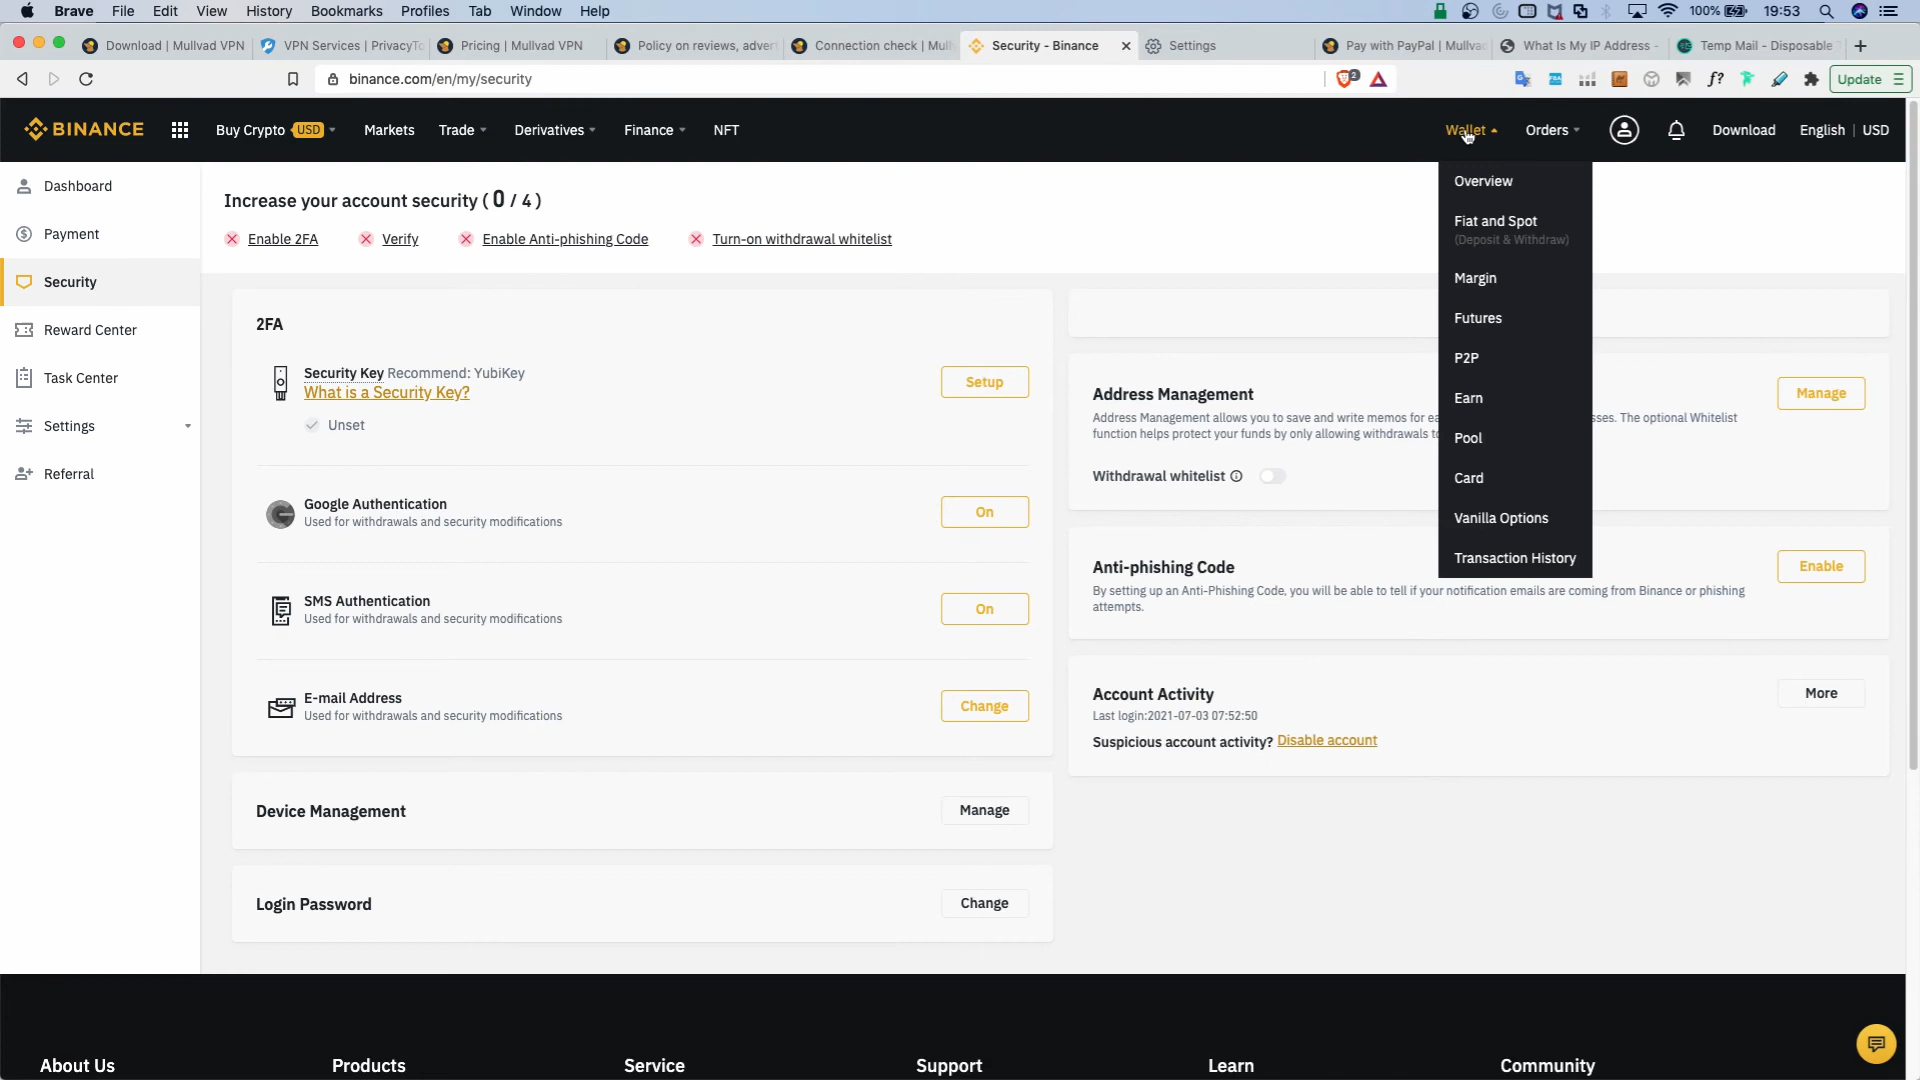 Brave File Edit View History Bookmarks Profiles Tab Window Help 100% 19:53
Download | Mullvad VPN VPN Services | PrivacyTo Pricing | Mullvad VPN Policy on reviews, adver Connection check | Mull Security - Binance Settings Pay with PayPal | Mullva What Is My IP Address - Temp Mail - Disposable
binance.com/en/my/security 2 f? Update
BINANCE Buy Crypto USD Markets Trade Derivatives Finance NFT Wallet Orders Download English | USD
Dashboard
Payment
Security
Reward Center
Task Center
Settings
Referral
Increase your account security ( 0 / 4 )
Enable 2FA Verify Enable Anti-phishing Code Turn-on withdrawal whitelist
2FA
Security Key Recommend: YubiKey
What is a Security Key?
Unset
Setup
Google Authentication
Used for withdrawals and security modifications
On
SMS Authentication
Used for withdrawals and security modifications
On
E-mail Address
Used for withdrawals and security modifications
Change
Device Management
Manage
Login Password
Change
Overview
Fiat and Spot
(Deposit & Withdraw)
Margin
Futures
P2P
Earn
Pool
Card
Vanilla Options
Transaction History
Address Management
Address Management allows you to save and write memos for ea sses. The optional Whitelist
function helps protect your funds by only allowing withdrawals to
Manage
Withdrawal whitelist
Anti-phishing Code
By setting up an Anti-Phishing Code, you will be able to tell if your notification emails are coming from Binance or phishing
attempts.
Enable
Account Activity
Last login:2021-07-03 07:52:50
Suspicious account activity? Disable account
More
About Us Products Service Support Learn Community